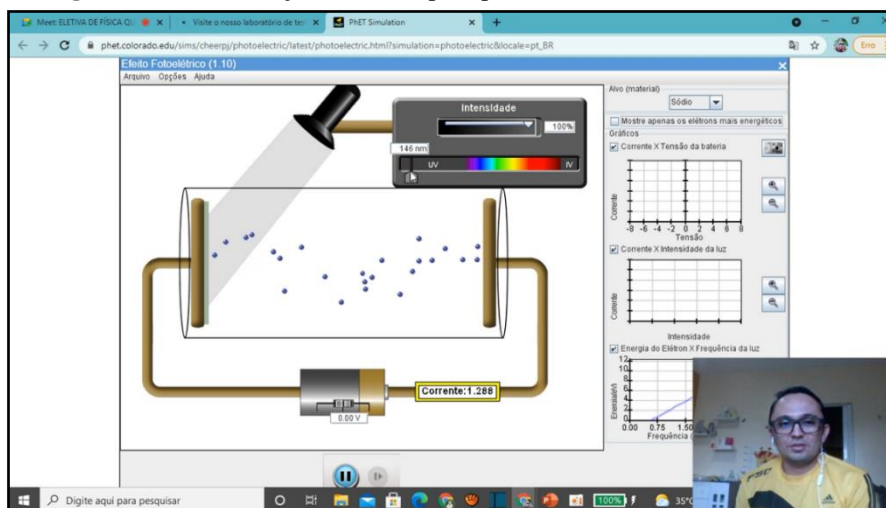 Meet: ELETIVA DE FÍSICA QU
Visite o nosso laboratório de te
PhET Simulation
phet.colorado.edu/sims/cheerpj/photoelectric/latest/photoelectric.html?simulation=photoelectric&locale=pt_BR
Erro
Efeito Fotoelétrico (1.10)
Arquivo Opções Ajuda
Intensidade
100%
146 nm
UV
IV
Corrente:1.288
0.00 V
Alvo (material)
Sódio
Mostre apenas os elétrons mais energéticos
Gráficos
Corrente X Tensão da bateria
Corrente
-8 -6 -4 -2 0 2 4 6 8
Tensão
Corrente X Intensidade da luz
Corrente
Intensidade
Energia do Elétron X Frequência da luz
Energia(eV)
12
10
8
6
4
2
0
0.00 0.75 1.50
Frequência
Digite aqui para pesquisar
100%
35°C